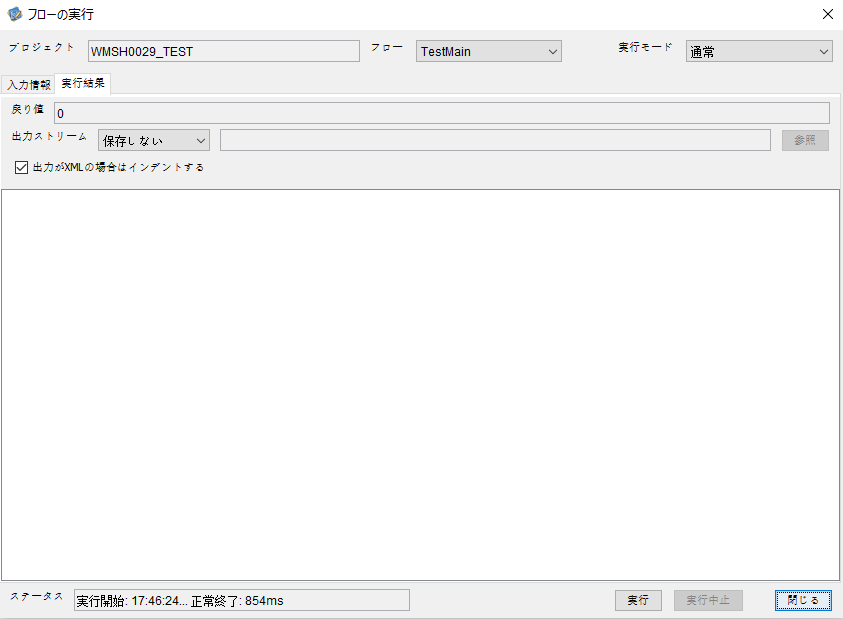 フローの実行
プロジェクト WMSH0029_TEST フロー TestMain 実行モード 通常
入力情報 実行結果
戻り値 0
出力ストリーム 保存しない 参照
出力がXMLの場合はインデントする
ステータス 実行開始: 17:46:24... 正常終了: 854ms 実行 実行中止 閉じる